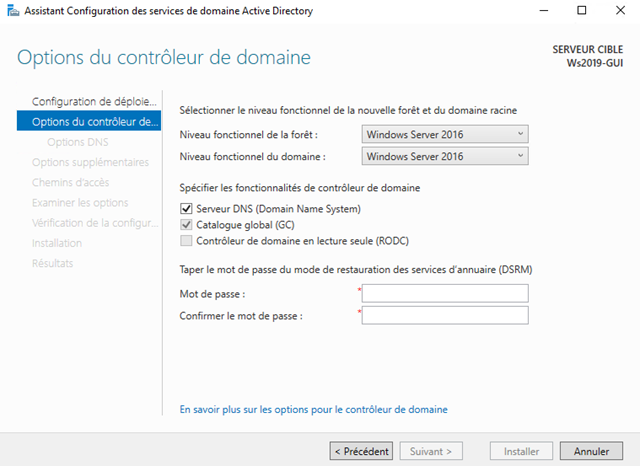 Assistant Configuration des services de domaine Active Directory
Options du contrôleur de domaine
SERVEUR CIBLE
Ws2019-GUI
Configuration de déploie...
Options du contrôleur de...
Options DNS
Options supplémentaires
Chemins d'accès
Examiner les options
Vérification de la configur...
Installation
Résultats
Sélectionner le niveau fonctionnel de la nouvelle forêt et du domaine racine
Niveau fonctionnel de la forêt : Windows Server 2016
Niveau fonctionnel du domaine : Windows Server 2016
Spécifier les fonctionnalités de contrôleur de domaine
Serveur DNS (Domain Name System)
Catalogue global (GC)
Contrôleur de domaine en lecture seule (RODC)
Taper le mot de passe du mode de restauration des services d'annuaire (DSRM)
Mot de passe : *
Confirmer le mot de passe : *
En savoir plus sur les options pour le contrôleur de domaine
< Précédent Suivant > Installer Annuler